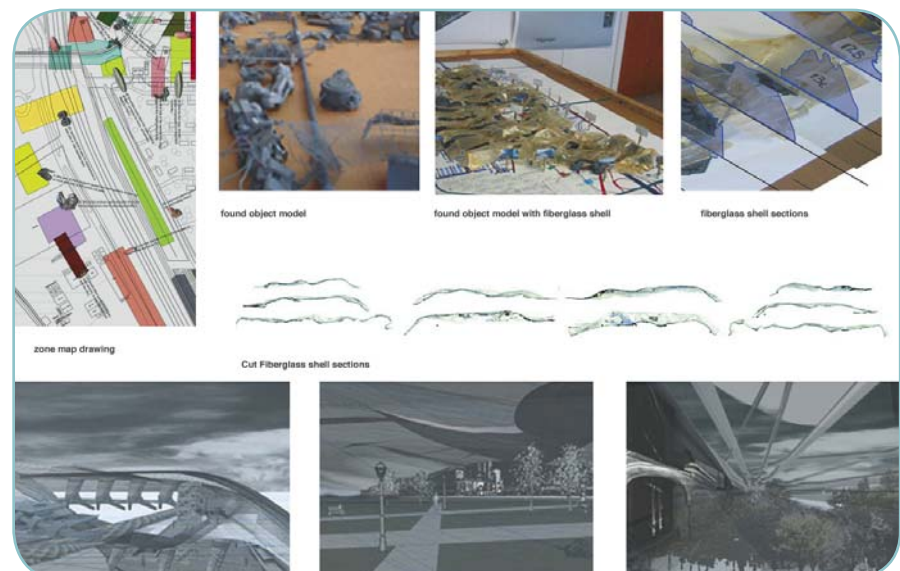 found object model
found object model with fiberglass shell
fiberglass shell sections
zone map drawing
Cut Fiberglass shell sections